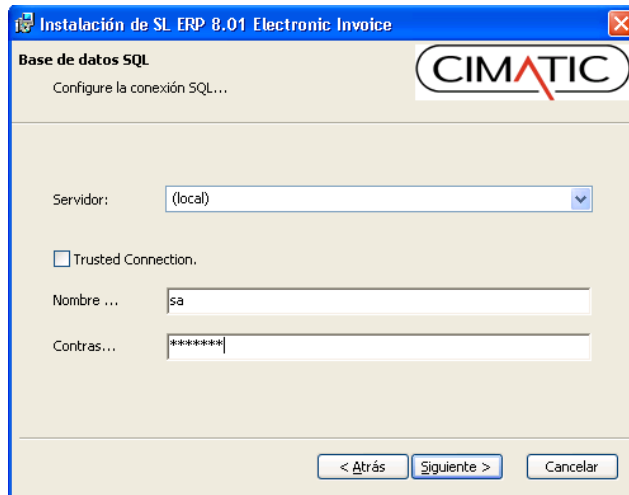 Instalación de SL ERP 8.01 Electronic Invoice
Base de datos SQL
Configure la conexión SQL...
CIMATIC
Servidor:
(local)
Trusted Connection.
Nombre ...
sa
Contras...
*******
< Atrás
Siguiente >
Cancelar